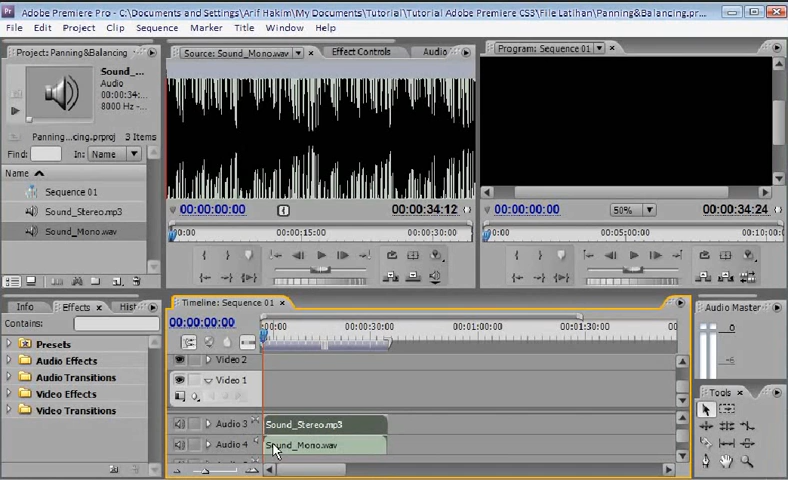 Adobe Premiere Pro - C:\Documents and Settings\Arif Hakim\My Documents\Tutorial\Tutorial Adobe Premiere CS3\File Latihan\Panning&Balancing.prproj...
File Edit Project Clip Sequence Marker Title Window Help
Project: Panning&Balancing
Source: Sound_Mono.wav
Effect Controls
Audio
Program: Sequence 01
Sound_...
Audio
00:00:34:...
8000 Hz -...
Panning ...cing.prproj 3 Items
Find: In: Name
Name
Sequence 01
Sound_Stereo.mp3
Sound_Mono.wav
00:00:00:00
00:00:34:12
:00:00 00:00:15:00 00:00:30:00
00:00:00:00
50%
00:00:34:24
:00:00 00:05:00:00 00:10:00:
Info
Effects
Hist
Contains:
Presets
Audio Effects
Audio Transitions
Video Effects
Video Transitions
Timeline: Sequence 01
00:00:00:00
:00:00 00:00:30:00 00:01:00:00 00:01:30:00 00
Video 2
Video 1
Audio 3
Sound_Stereo.mp3
Audio 4
Sound_Mono.wav
Audio Master
0
-6
Tools